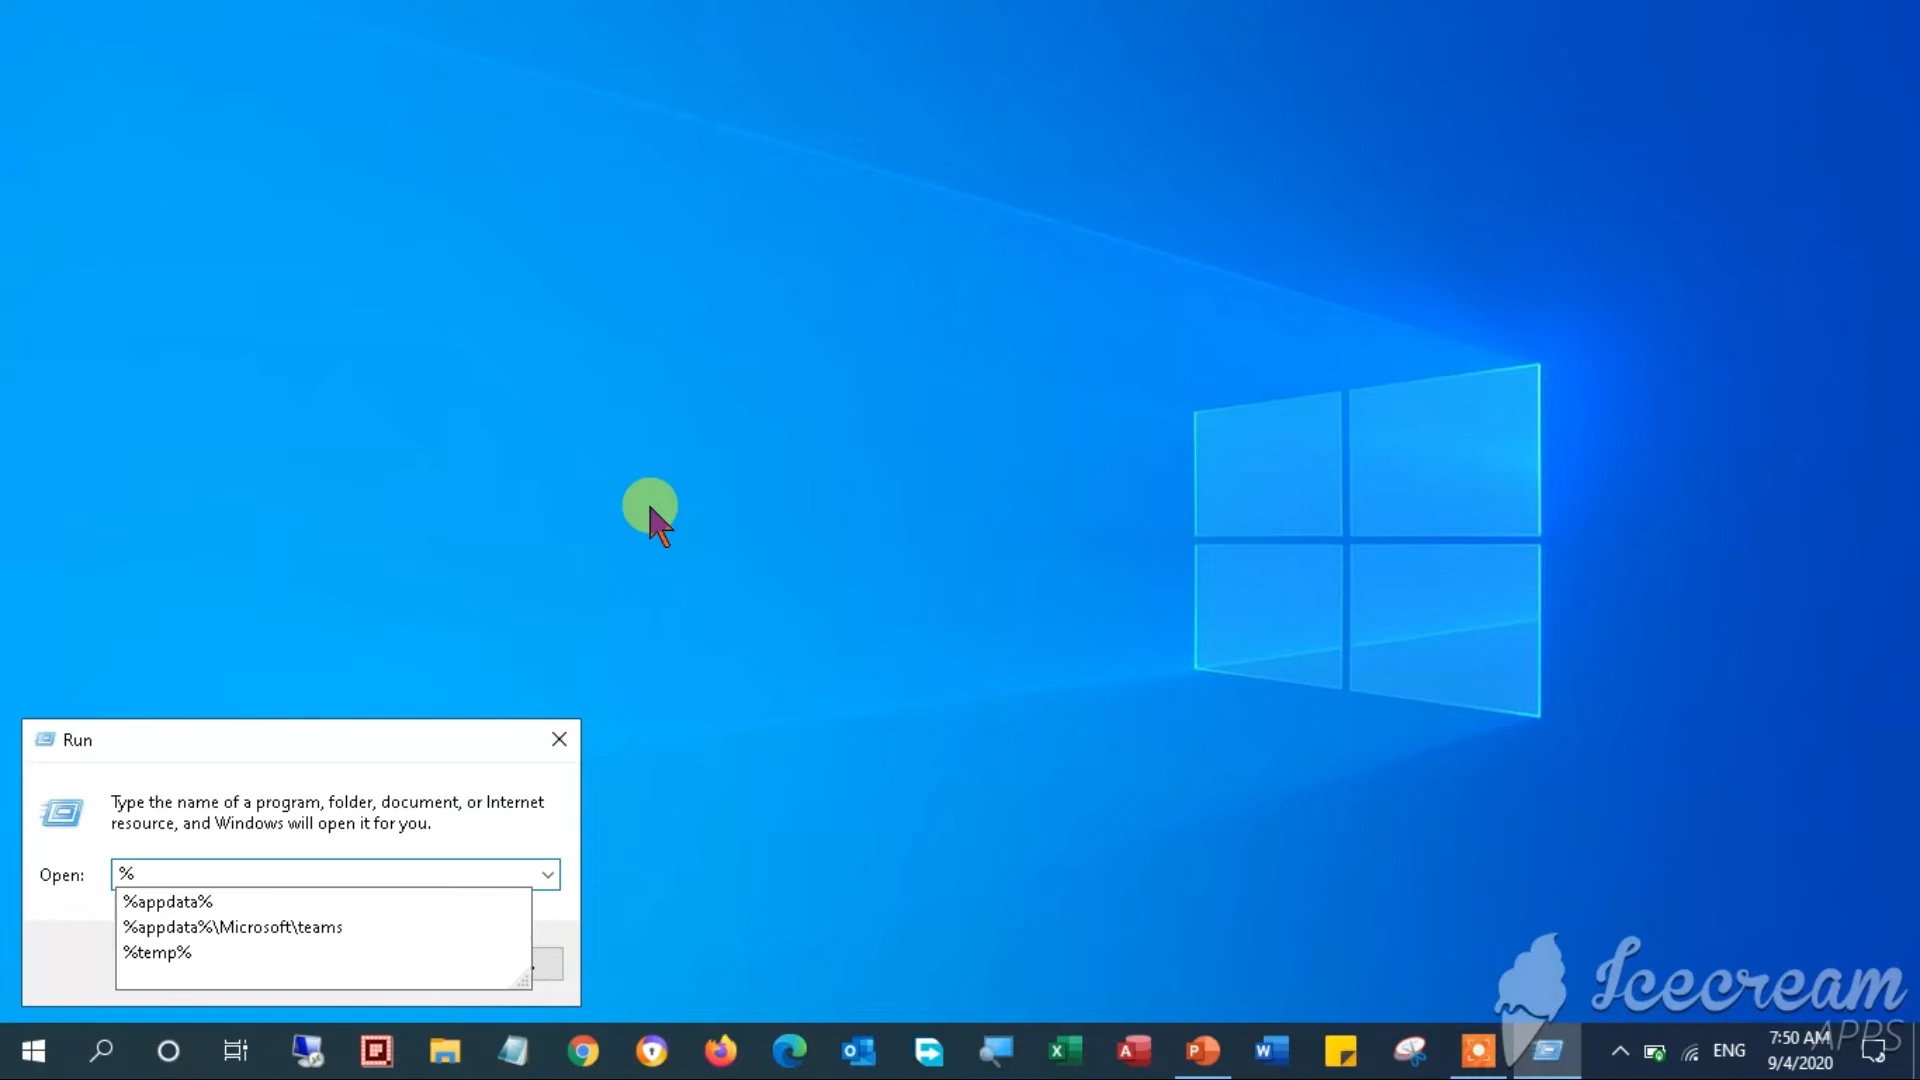 Run
Type the name of a program, folder, document, or Internet
resource, and Windows will open it for you.
Open: %
%appdata%
%appdata%\Microsoft\teams
%temp%
Icecream
APPS
ENG
7:50 AM
9/4/2020